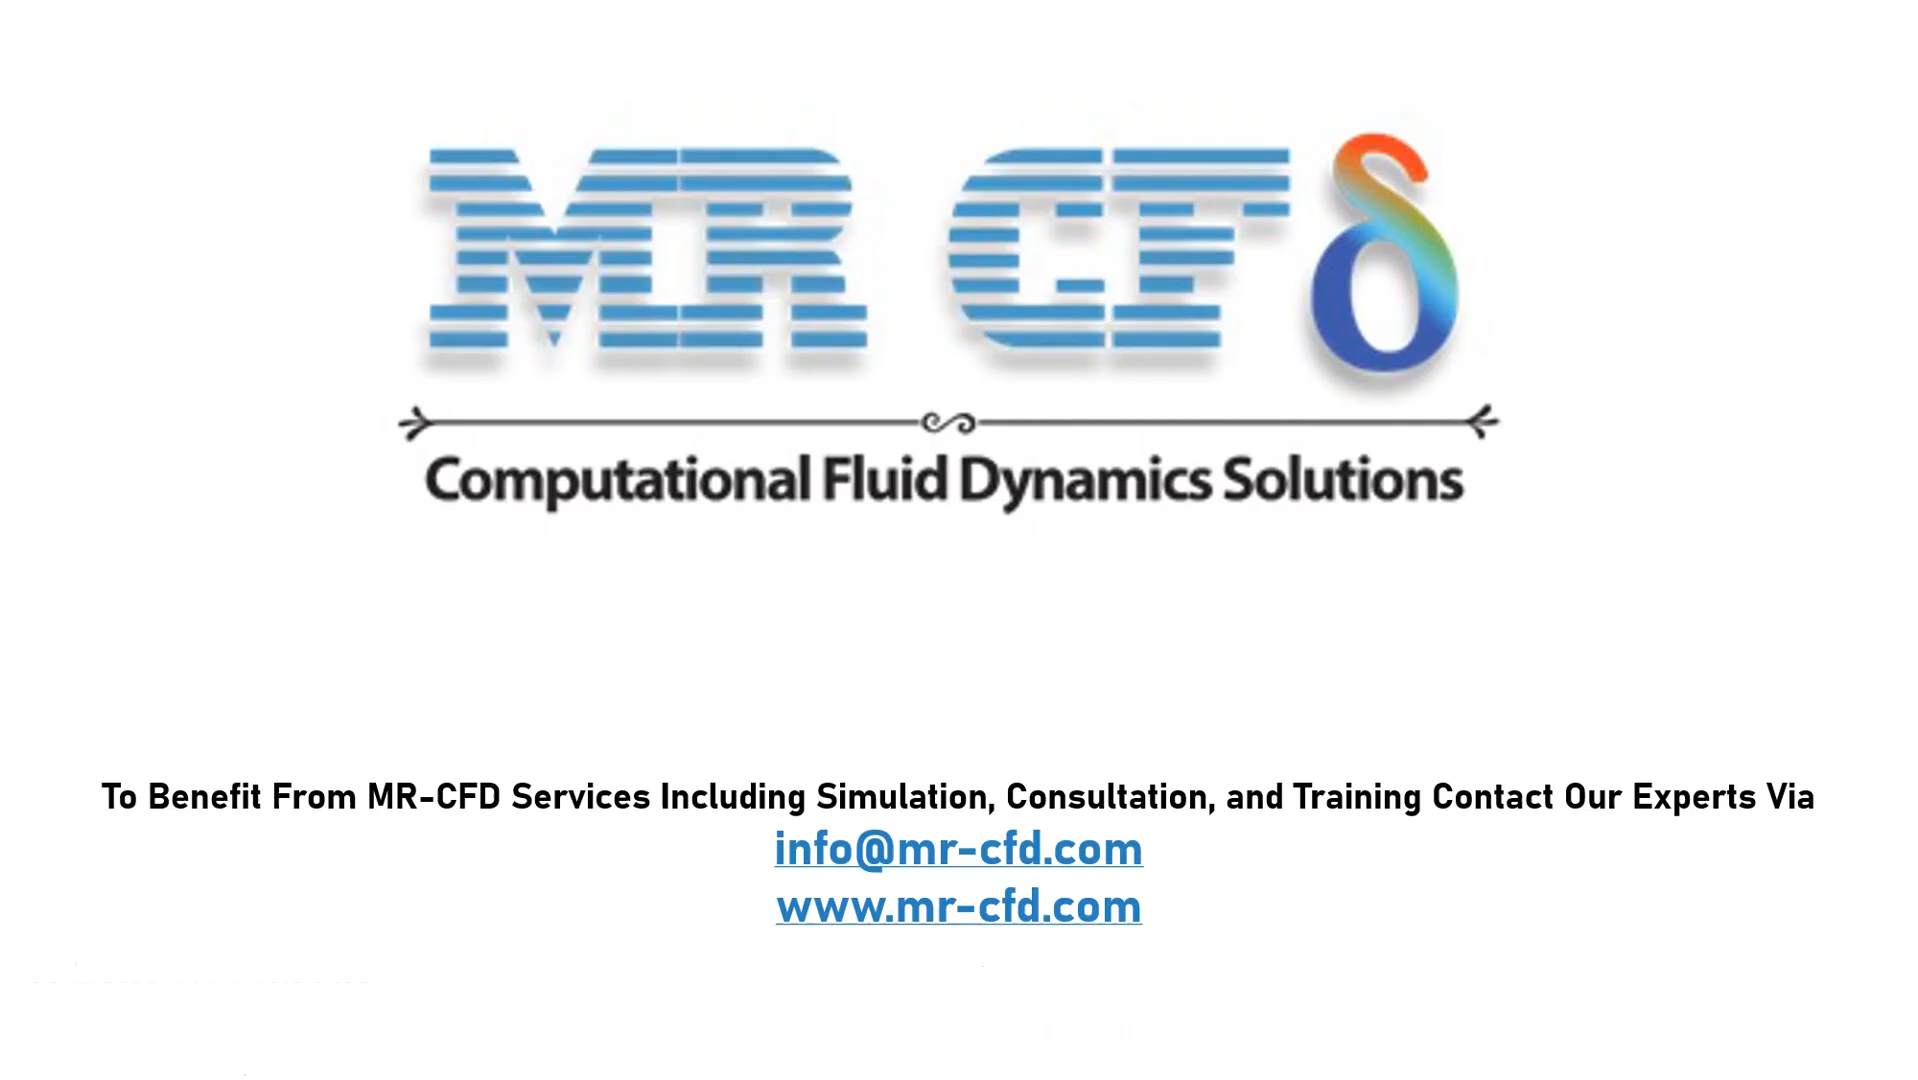 MR CFδ
Computational Fluid Dynamics Solutions
To Benefit From MR-CFD Services Including Simulation, Consultation, and Training Contact Our Experts Via
info@mr-cfd.com
www.mr-cfd.com